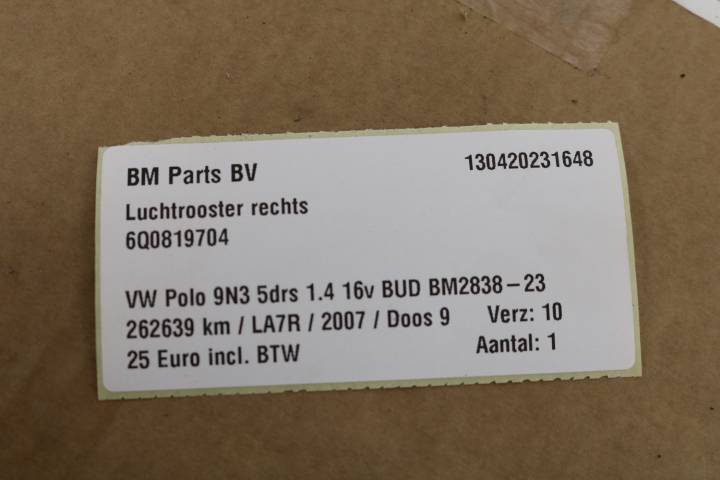 BM Parts BV 130420231648
Luchtrooster rechts
6Q0819704
VW Polo 9N3 5drs 1.4 16v BUD BM2838-23
262639 km / LA7R / 2007 / Doos 9 Verz: 10
25 Euro incl. BTW Aantal: 1